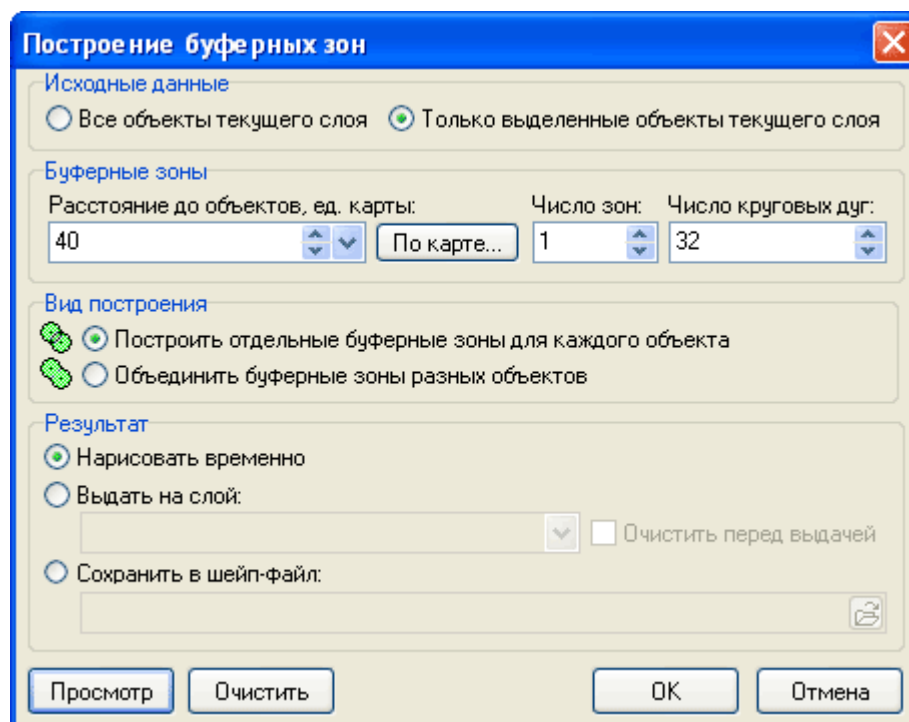 Построение буферных зон
Исходные данные
Все объекты текущего слоя Только выделенные объекты текущего слоя
Буферные зоны
Расстояние до объектов, ед. карты: Число зон: Число круговых дуг:
40 По карте... 1 32
Вид построения
Построить отдельные буферные зоны для каждого объекта
Объединить буферные зоны разных объектов
Результат
Нарисовать временно
Выдать на слой:
Очистить перед выдачей
Сохранить в шейп-файл:
Просмотр Очистить OK Отмена